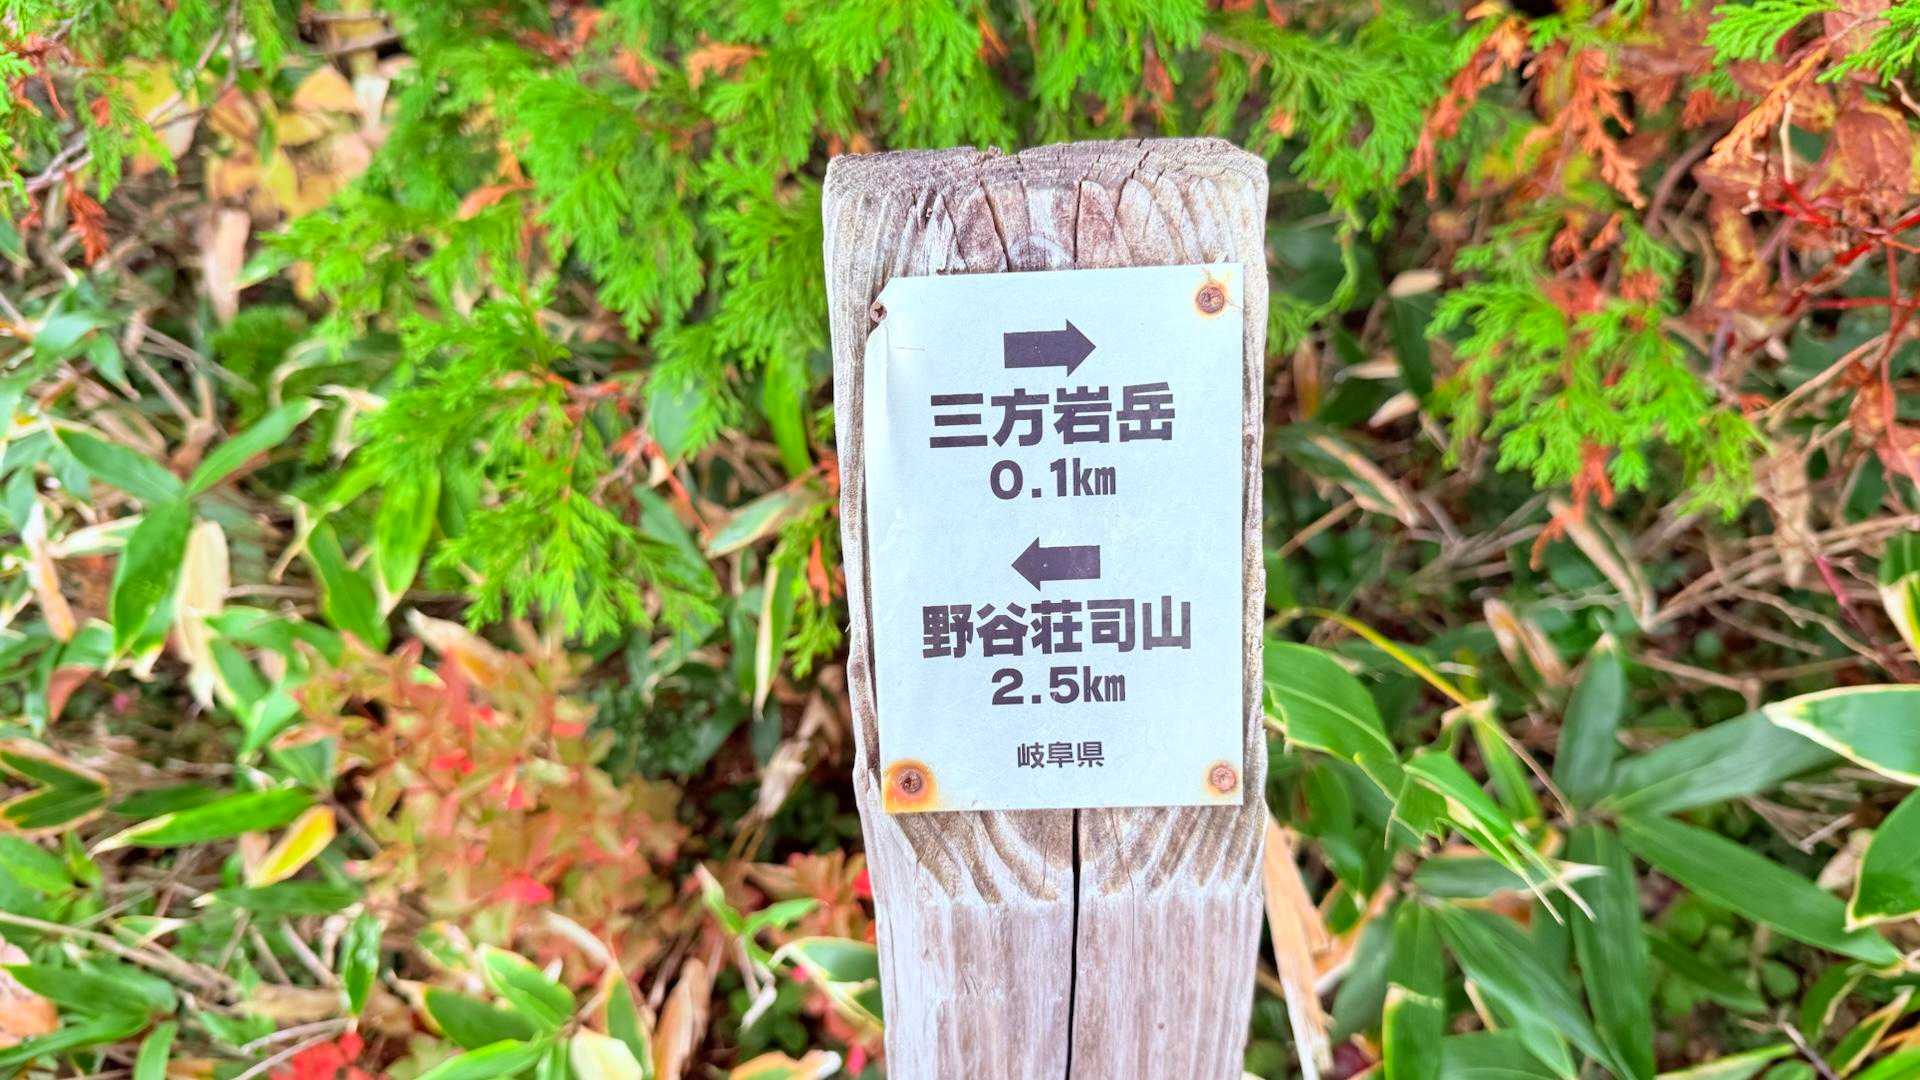 →
三方岩岳
0.1km
←
野谷荘司山
2.5km
岐阜県